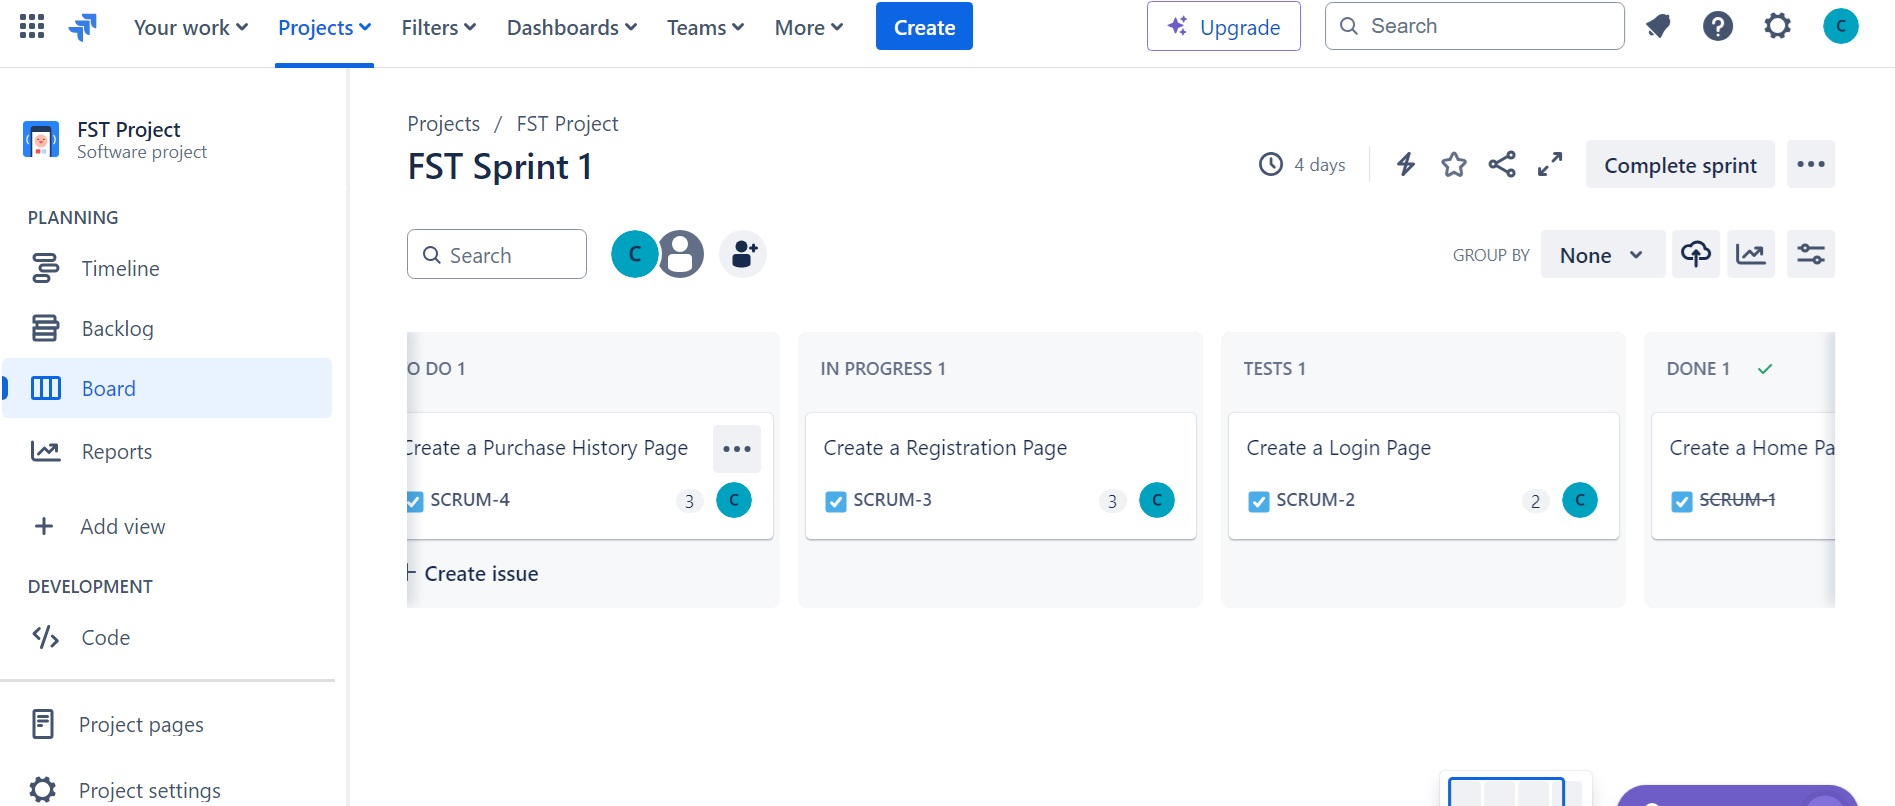 Your work Projects Filters Dashboards Teams More Create Upgrade Search C
FST Project
Software project
PLANNING
Timeline
Backlog
Board
Reports
Add view
DEVELOPMENT
Code
Project pages
Project settings
Projects / FST Project
FST Sprint 1
4 days
Complete sprint
Search
C
GROUP BY None
O DO 1
Create a Purchase History Page
SCRUM-4 3 C
+ Create issue
IN PROGRESS 1
Create a Registration Page
SCRUM-3 3 C
TESTS 1
Create a Login Page
SCRUM-2 2 C
DONE 1
Create a Home Pa
SCRUM-1